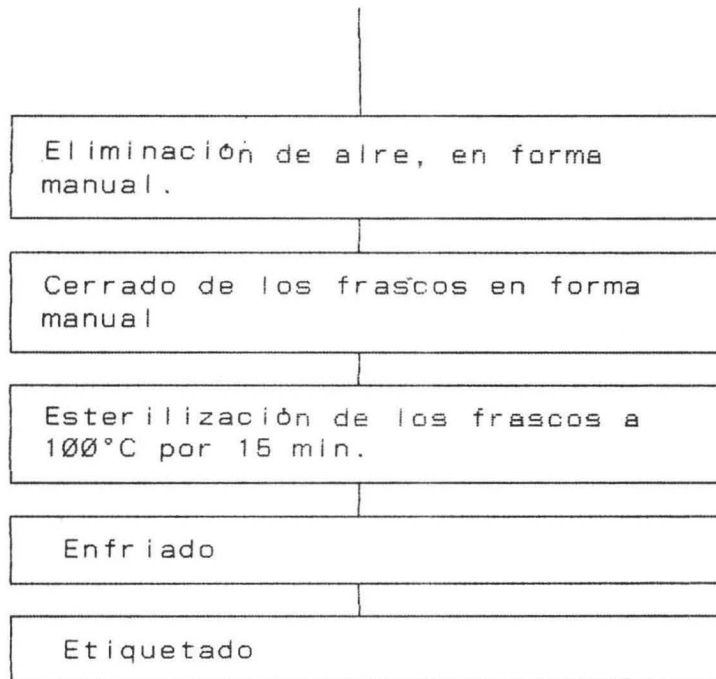 Eliminación de aire, en forma
manual.
Cerrado de los frascos en forma
manual
Esterilización de los frascos a
100°C por 15 min.
Enfriado
Etiquetado